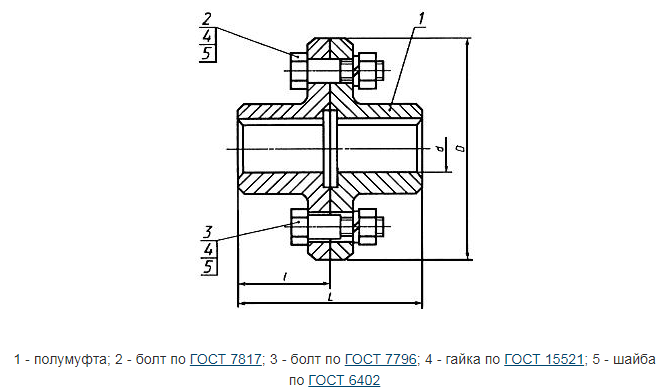 2
4
5
1
d
D
3
4
5
l
L
1 - полумуфта; 2 - болт по ГОСТ 7817; 3 - болт по ГОСТ 7796; 4 - гайка по ГОСТ 15521; 5 - шайба
по ГОСТ 6402